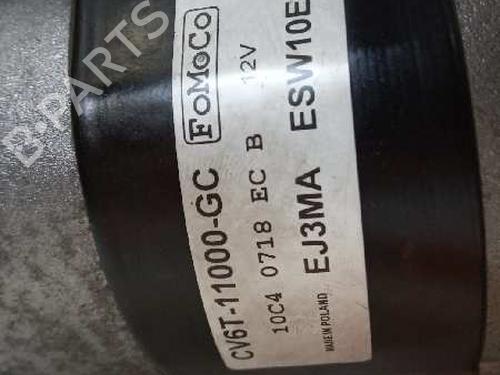 B-PARTS
FoMoCo
CV6T-11000-GC
12V
10C4 0718 EC B
EJ3MA ESW10E
MADE IN POLAND